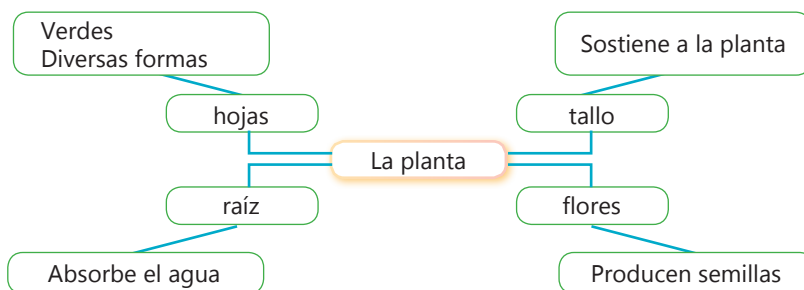 Verdes
Diversas formas
Sostiene a la planta
hojas
tallo
La planta
raíz
flores
Absorbe el agua
Producen semillas